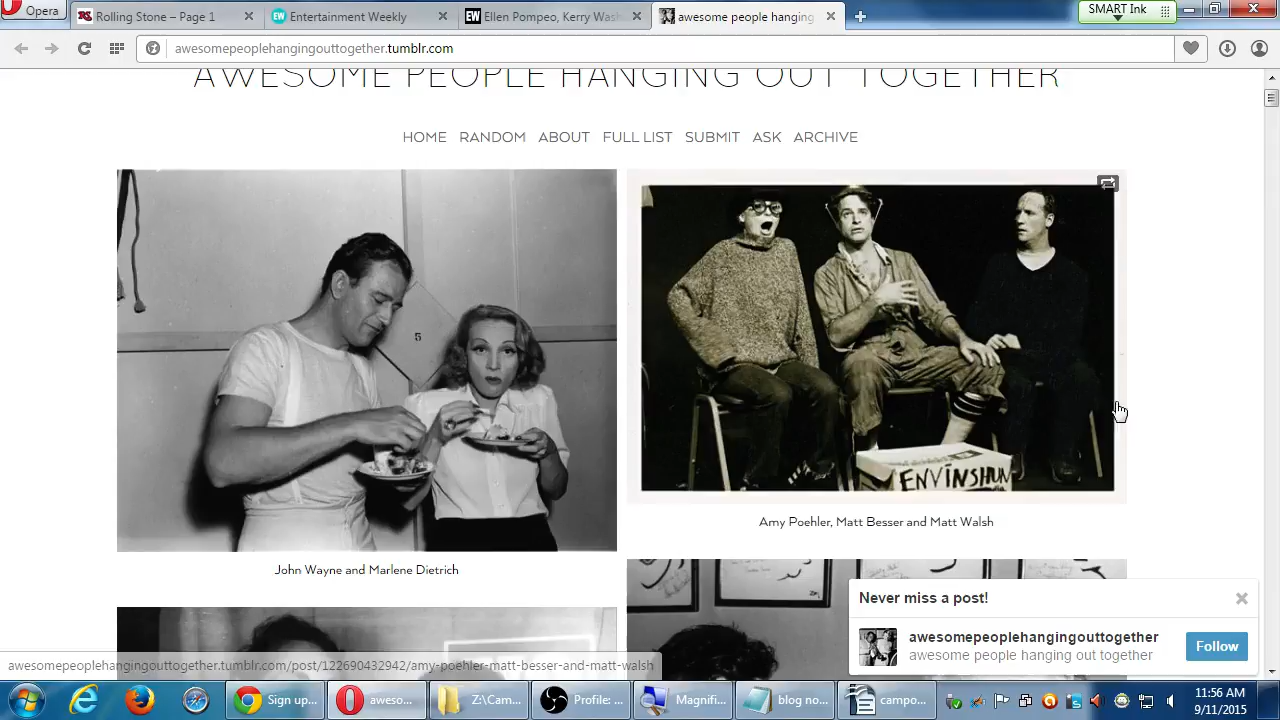 Opera
Rolling Stone – Page 1
Entertainment Weekly
Ellen Pompeo, Kerry Wash
awesome people hanging
SMART Ink
awesomepeoplehangingouttogether.tumblr.com
AWESOME PEOPLE HANGING OUT TOGETHER
HOME RANDOM ABOUT FULL LIST SUBMIT ASK ARCHIVE
5
ENVINSHUN
Amy Poehler, Matt Besser and Matt Walsh
John Wayne and Marlene Dietrich
Never miss a post!
awesomepeoplehangingouttogether
awesome people hanging out together
Follow
awesomepeoplehangingouttogether.tumblr.com/post/122690432942/amy-poehler-matt-besser-and-matt-walsh
Sign up...
aweso...
Z:\Cam...
Profile: ...
Magnifi...
blog no...
campo...
11:56 AM
9/11/2015